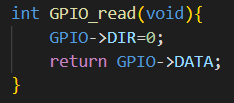 int GPIO_read(void){
    GPIO->DIR=0;
    return GPIO->DATA;
}